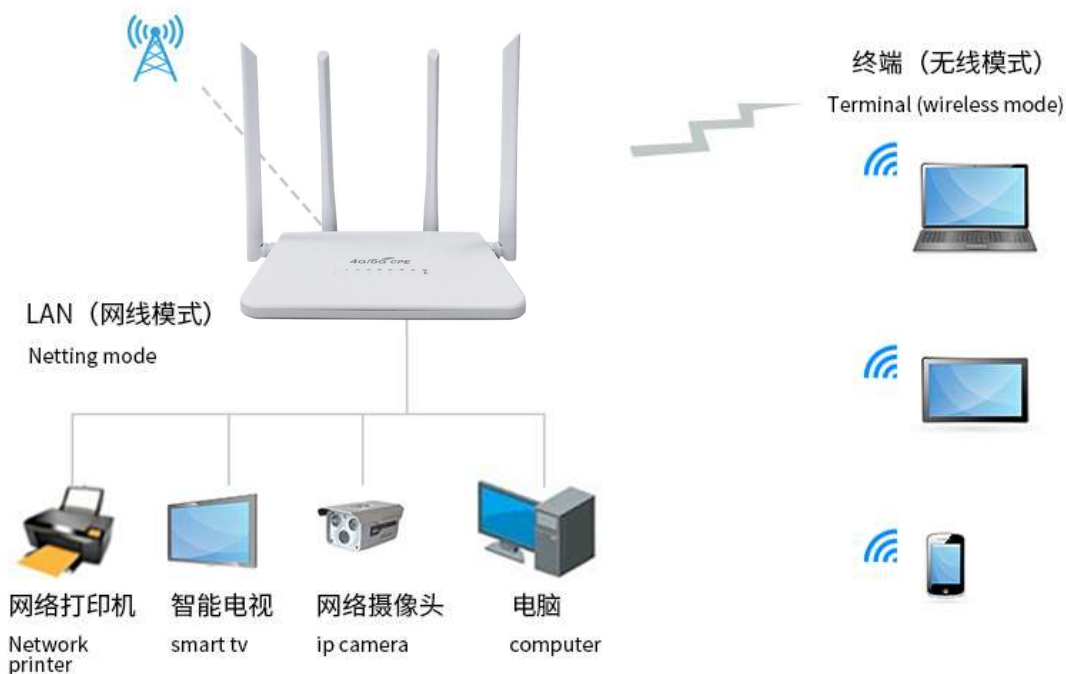 终端（无线模式）
Terminal (wireless mode)
4G/5G CPE
LAN（网线模式）
Netting mode
网络打印机
Network
printer
智能电视
smart tv
网络摄像头
ip camera
电脑
computer